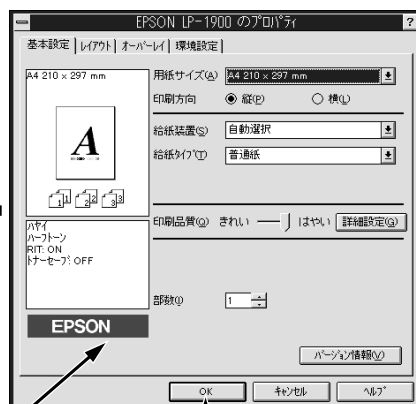 EPSON LP-1900 のプロパティ
?
基本設定 レイアウト オーバーレイ 環境設定
A4 210 x 297 mm
A
1 1 2 2 3 3
ハヤイ
ハーフトーン
RIT: ON
トナーセーブ: OFF
EPSON
用紙サイズ(A) A4 210 x 297 mm
印刷方向 縦(P) 横(L)
給紙装置(S) 自動選択
給紙タイプ(T) 普通紙
印刷品質(Q) きれい はやい 詳細設定(G)
部数(I) 1
バージョン情報(V)
OK キャンセル ヘルプ